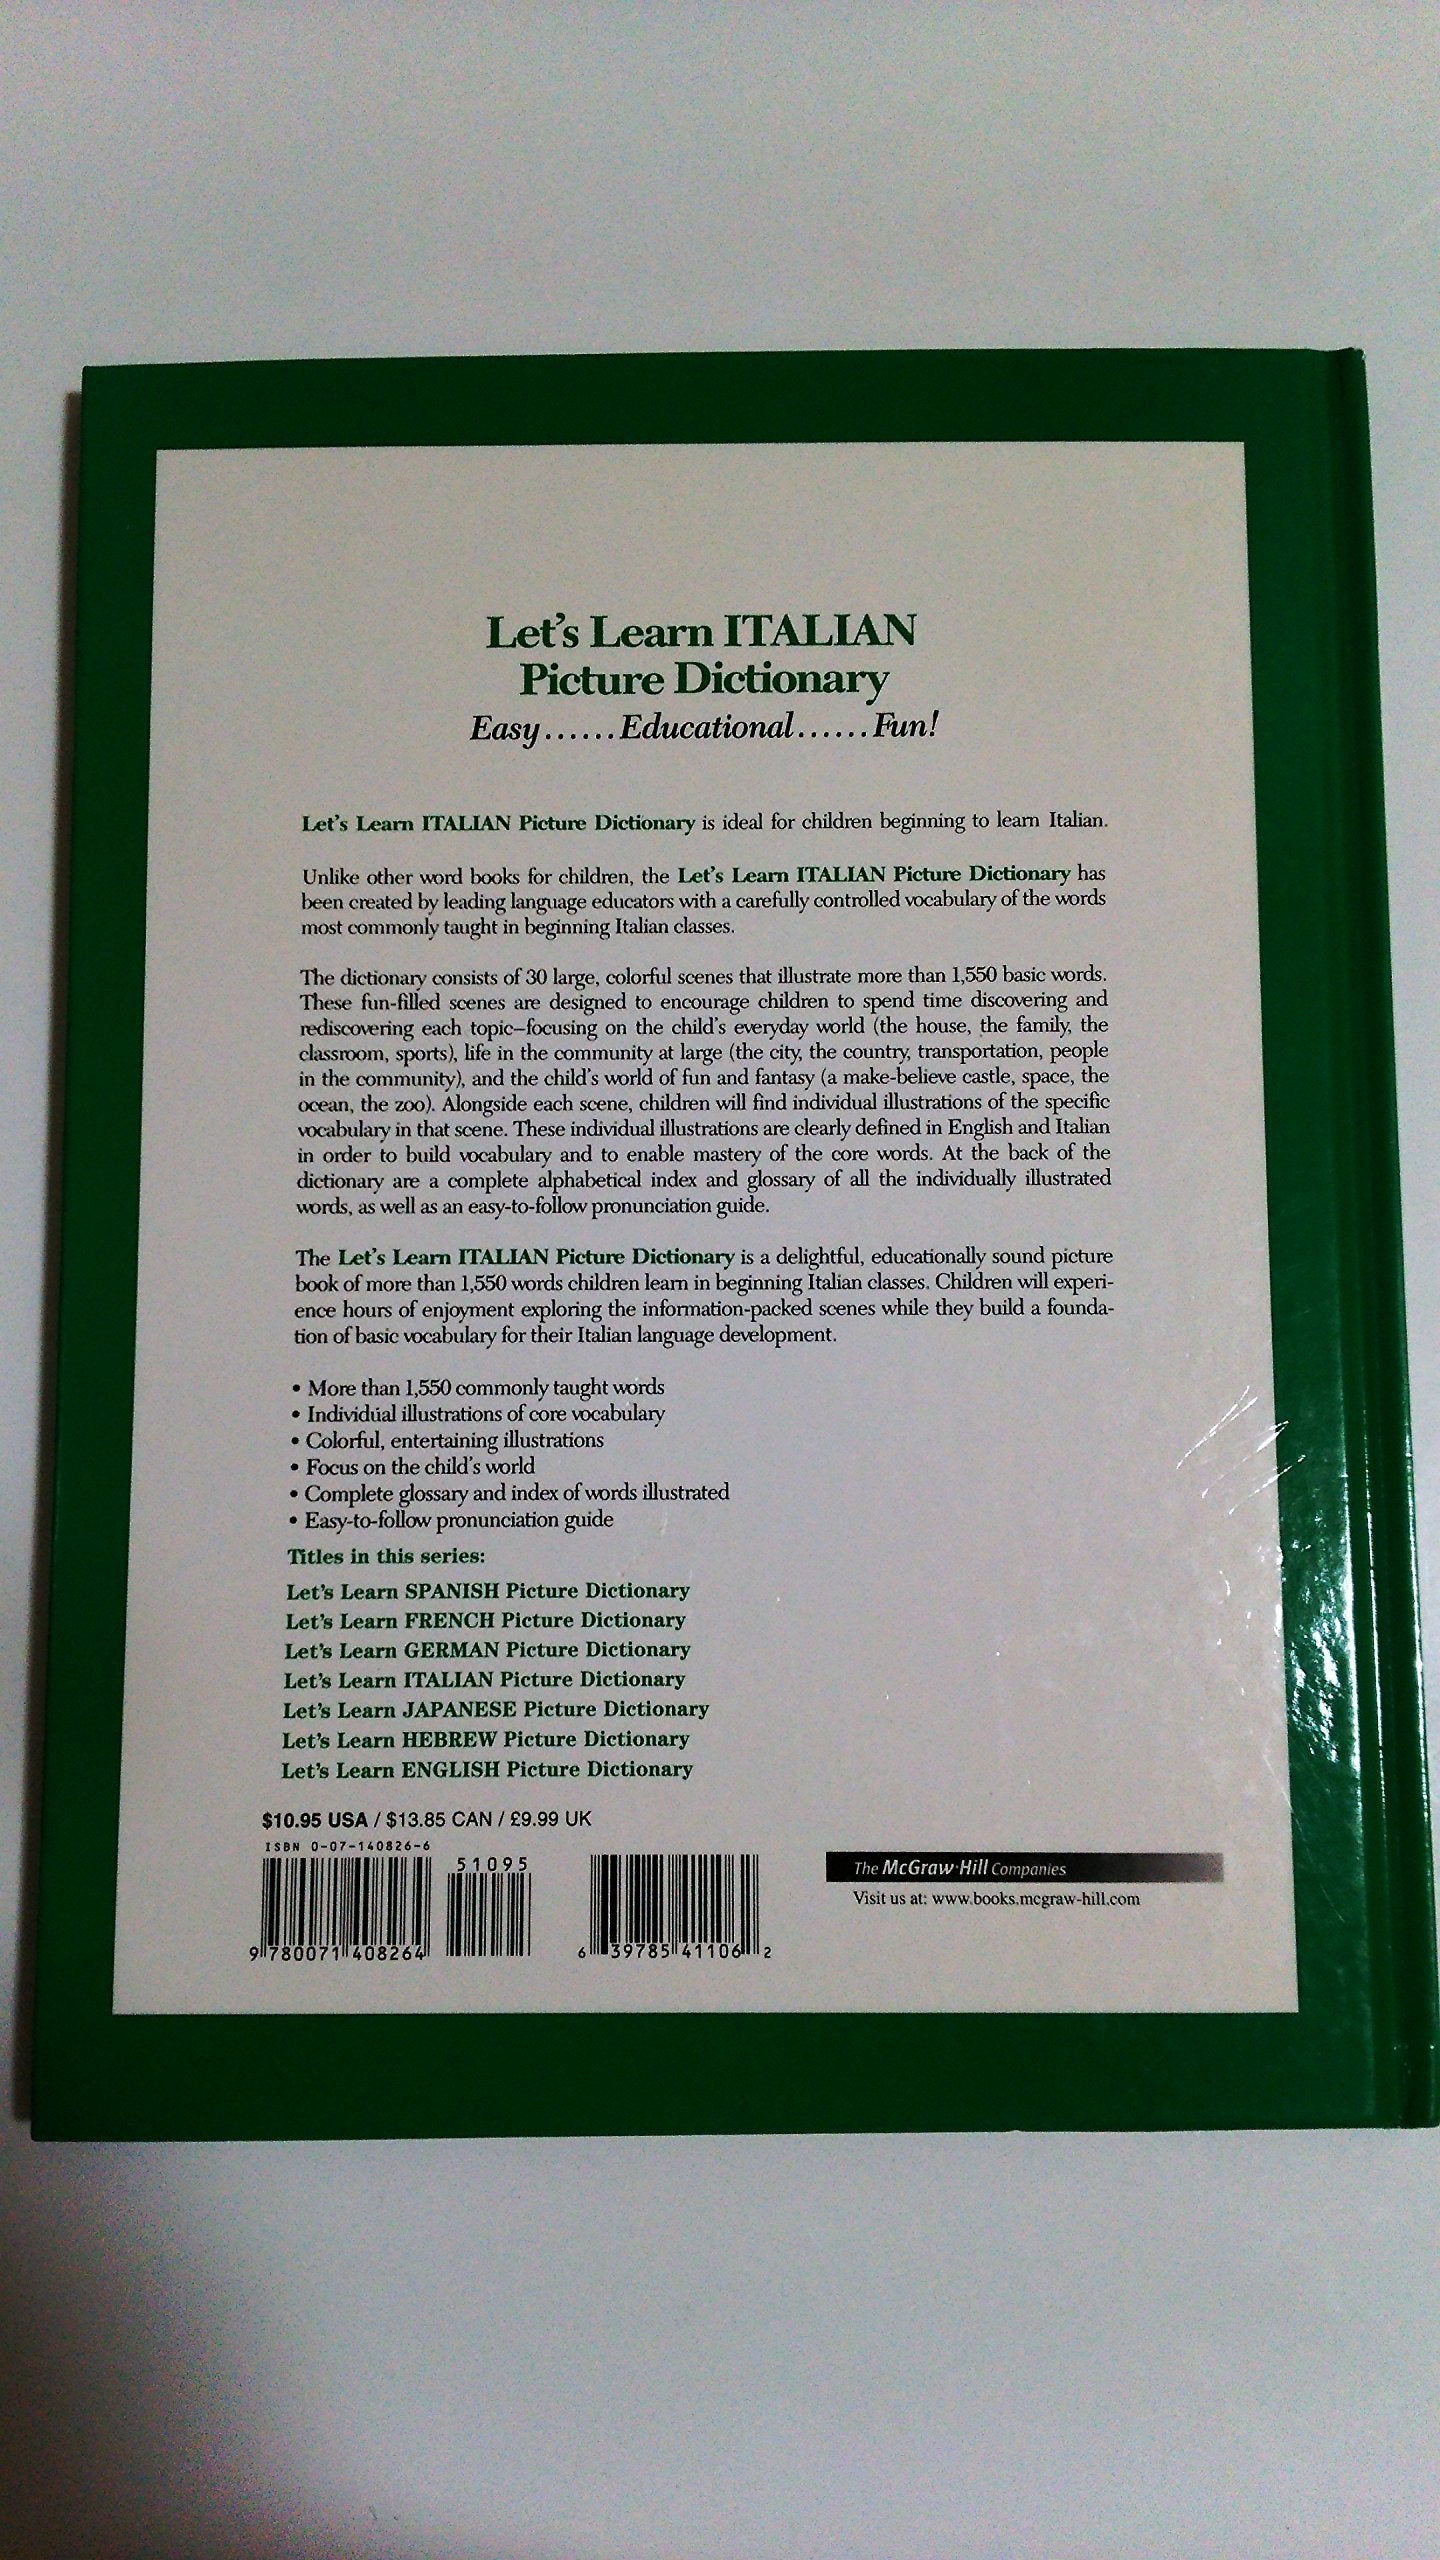 Let's Learn ITALIAN
Picture Dictionary
Easy......Educational......Fun!
Let's Learn ITALIAN Picture Dictionary is ideal for children beginning to learn Italian.
Unlike other word books for children, the Let's Learn ITALIAN Picture Dictionary has
been created by leading language educators with a carefully controlled vocabulary of the words
most commonly taught in beginning Italian classes.
The dictionary consists of 30 large, colorful scenes that illustrate more than 1,550 basic words.
These fun-filled scenes are designed to encourage children to spend time discovering and
rediscovering each topic–focusing on the child's everyday world (the house, the family, the
classroom, sports), life in the community at large (the city, the country, transportation, people
in the community), and the child's world of fun and fantasy (a make-believe castle, space, the
ocean, the zoo). Alongside each scene, children will find individual illustrations of the specific
vocabulary in that scene. These individual illustrations are clearly defined in English and Italian
in order to build vocabulary and to enable mastery of the core words. At the back of the
dictionary are a complete alphabetical index and glossary of all the individually illustrated
words, as well as an easy-to-follow pronunciation guide.
The Let's Learn ITALIAN Picture Dictionary is a delightful, educationally sound picture
book of more than 1,550 words children learn in beginning Italian classes. Children will experi-
ence hours of enjoyment exploring the information-packed scenes while they build a founda-
tion of basic vocabulary for their Italian language development.
• More than 1,550 commonly taught words
• Individual illustrations of core vocabulary
• Colorful, entertaining illustrations
• Focus on the child's world
• Complete glossary and index of words illustrated
• Easy-to-follow pronunciation guide
Titles in this series:
Let's Learn SPANISH Picture Dictionary
Let's Learn FRENCH Picture Dictionary
Let's Learn GERMAN Picture Dictionary
Let's Learn ITALIAN Picture Dictionary
Let's Learn JAPANESE Picture Dictionary
Let's Learn HEBREW Picture Dictionary
Let's Learn ENGLISH Picture Dictionary
$10.95 USA / $13.85 CAN / £9.99 UK
ISBN 0-07-140826-6
51095
9 780071 408264
6 39785 41106 2
The McGraw·Hill Companies
Visit us at: www.books.mcgraw-hill.com